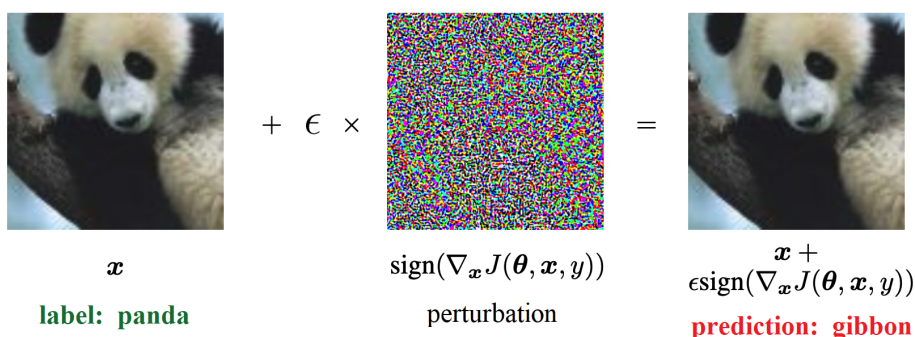 + ϵ ×
=
x
sign(∇ₓJ(θ, x, y))
x +
ϵsign(∇ₓJ(θ, x, y))
label: panda
perturbation
prediction: gibbon